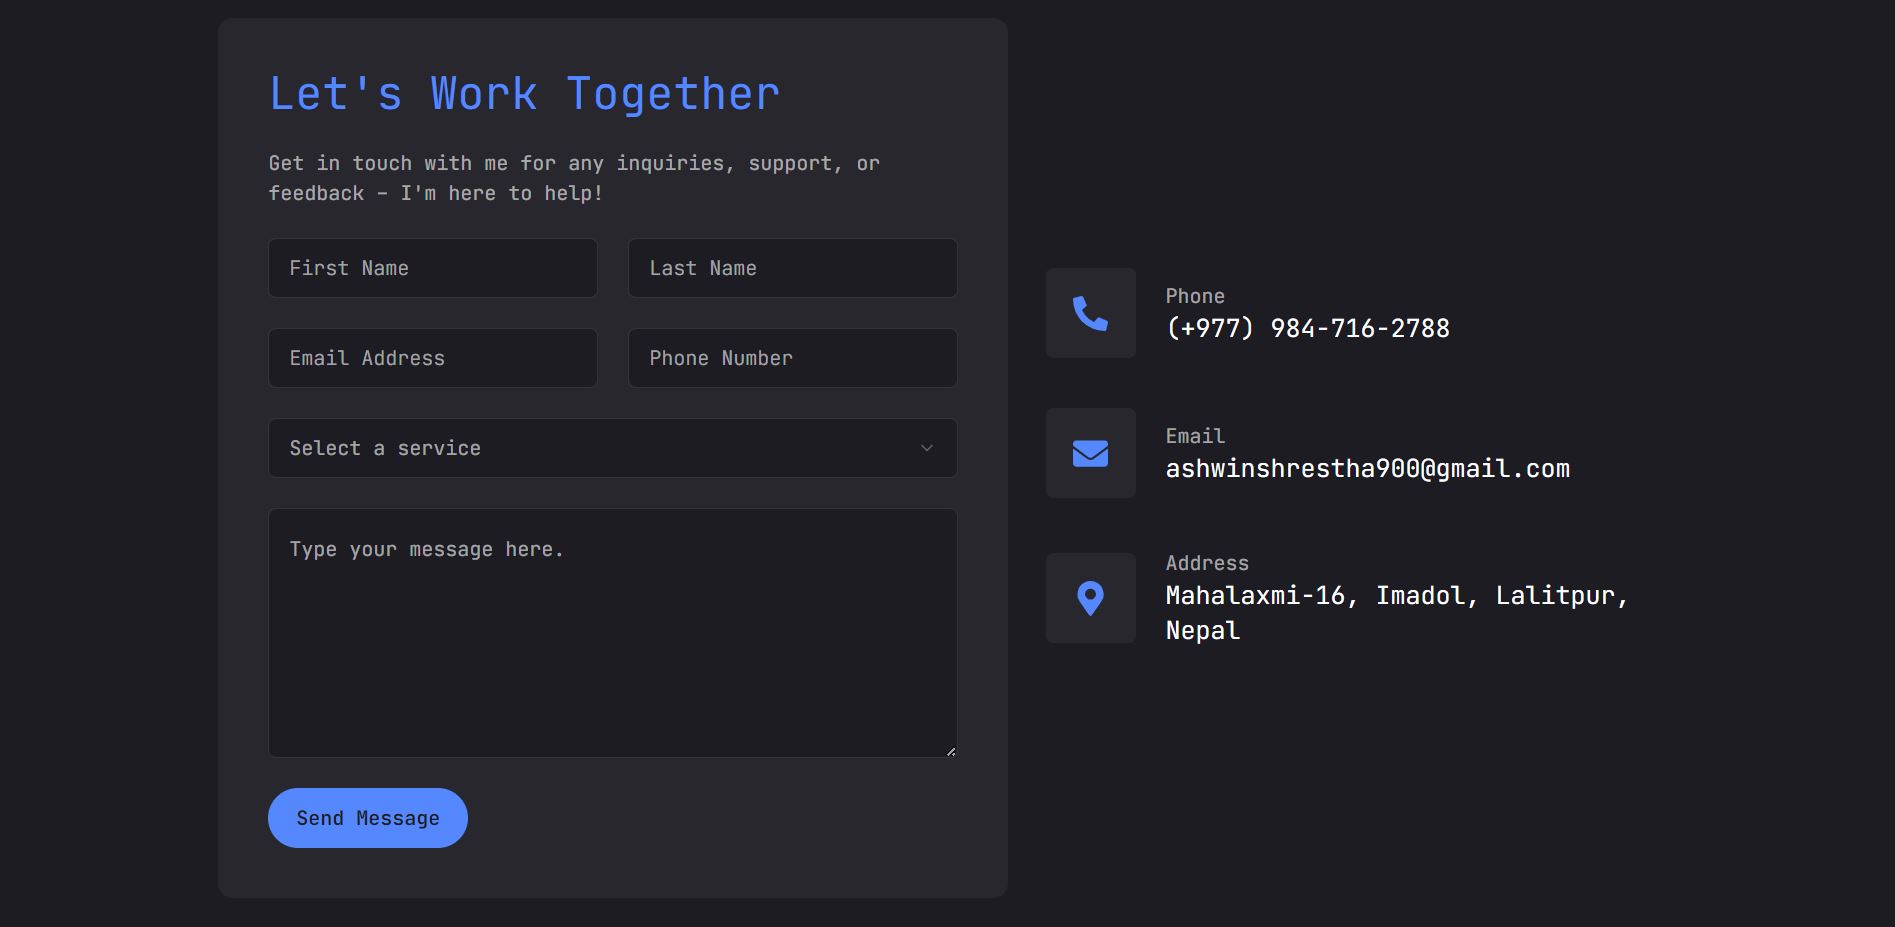 Let's Work Together
Get in touch with me for any inquiries, support, or
feedback – I'm here to help!
First Name
Last Name
Email Address
Phone Number
Select a service
Type your message here.
Send Message
Phone
(+977) 984-716-2788
Email
ashwinshrestha900@gmail.com
Address
Mahalaxmi-16, Imadol, Lalitpur,
Nepal